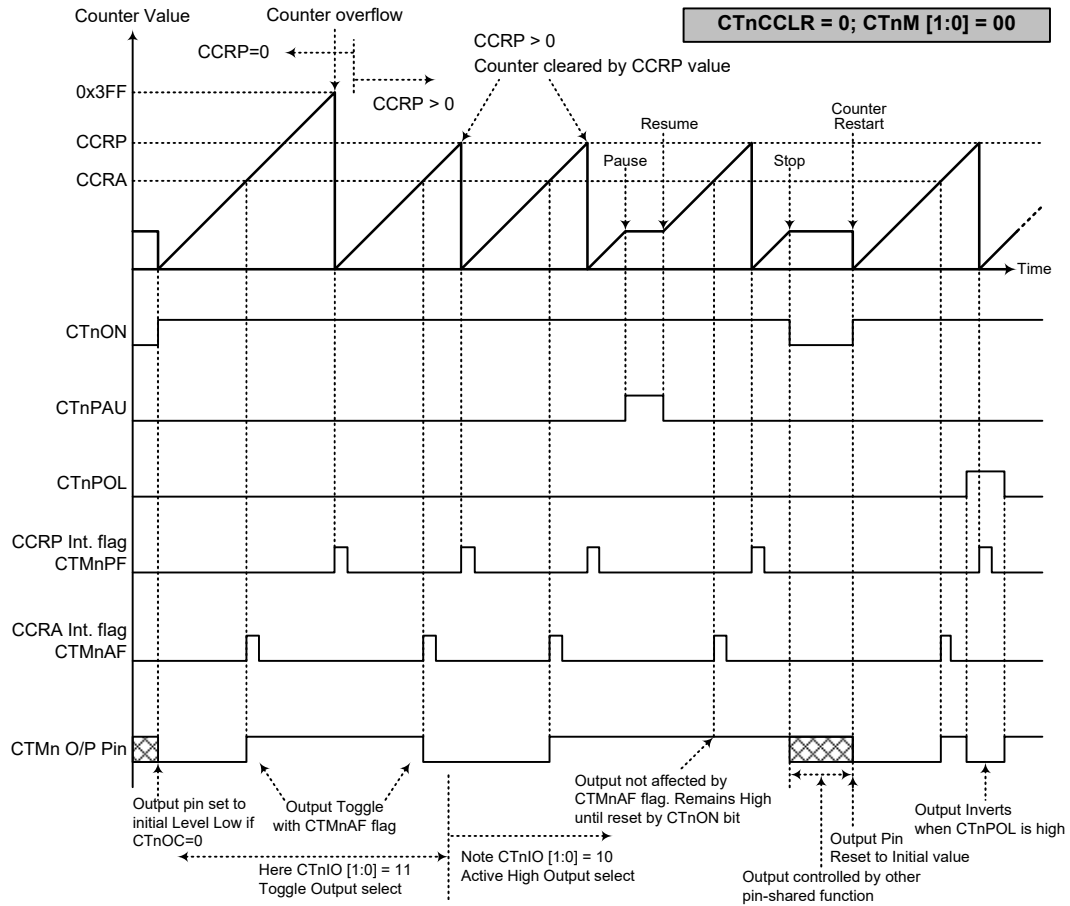 Counter Value
Counter overflow
CTnCCLR = 0; CTnM [1:0] = 00
CCRP=0
CCRP > 0
CCRP > 0
Counter cleared by CCRP value
0x3FF
CCRP
CCRA
Pause
Resume
Stop
Counter
Restart
Time
CTnON
CTnPAU
CTnPOL
CCRP Int. flag
CTMnPF
CCRA Int. flag
CTMnAF
CTMn O/P Pin
Output pin set to
initial Level Low if
CTnOC=0
Output Toggle
with CTMnAF flag
Here CTnIO [1:0] = 11
Toggle Output select
Note CTnIO [1:0] = 10
Active High Output select
Output not affected by
CTMnAF flag. Remains High
until reset by CTnON bit
Output Pin
Reset to Initial value
Output controlled by other
pin-shared function
Output Inverts
when CTnPOL is high